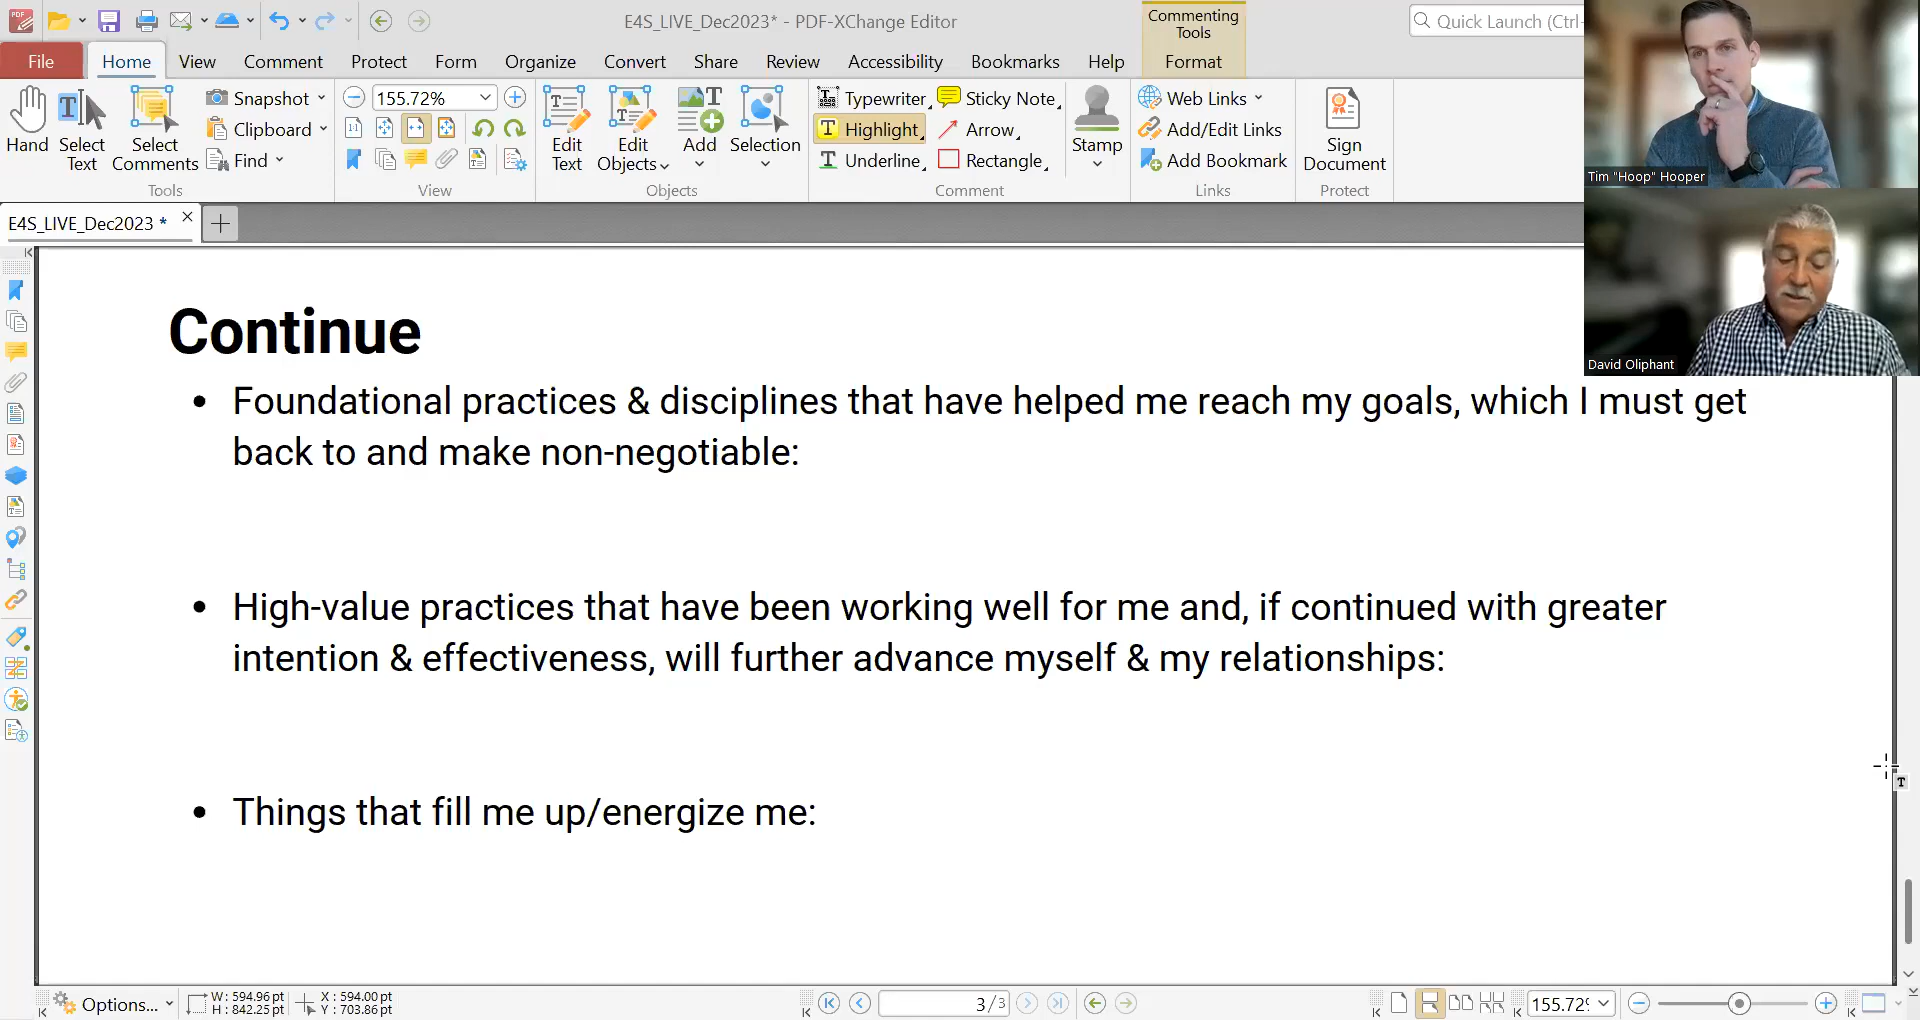 E4S_LIVE_Dec2023* - PDF-XChange Editor
Commenting Tools
Quick Launch (Ctrl-
File Home View Comment Protect Form Organize Convert Share Review Accessibility Bookmarks Help Format
Hand
Select Text
Select Comments
Snapshot
Clipboard
Find
Tools
155.72%
View
Edit Text
Edit Objects
Add
Selection
Objects
Typewriter
Sticky Note
Highlight
Arrow
Underline
Rectangle
Comment
Stamp
Web Links
Add/Edit Links
Add Bookmark
Links
Sign Document
Protect
Tim "Hoop" Hooper
David Oliphant
E4S_LIVE_Dec2023 *
Continue
• Foundational practices & disciplines that have helped me reach my goals, which I must get
back to and make non-negotiable:
• High-value practices that have been working well for me and, if continued with greater
intention & effectiveness, will further advance myself & my relationships:
• Things that fill me up/energize me:
Options...
W: 594.96 pt
H: 842.25 pt
X: 594.00 pt
Y: 703.86 pt
3 / 3
155.72%